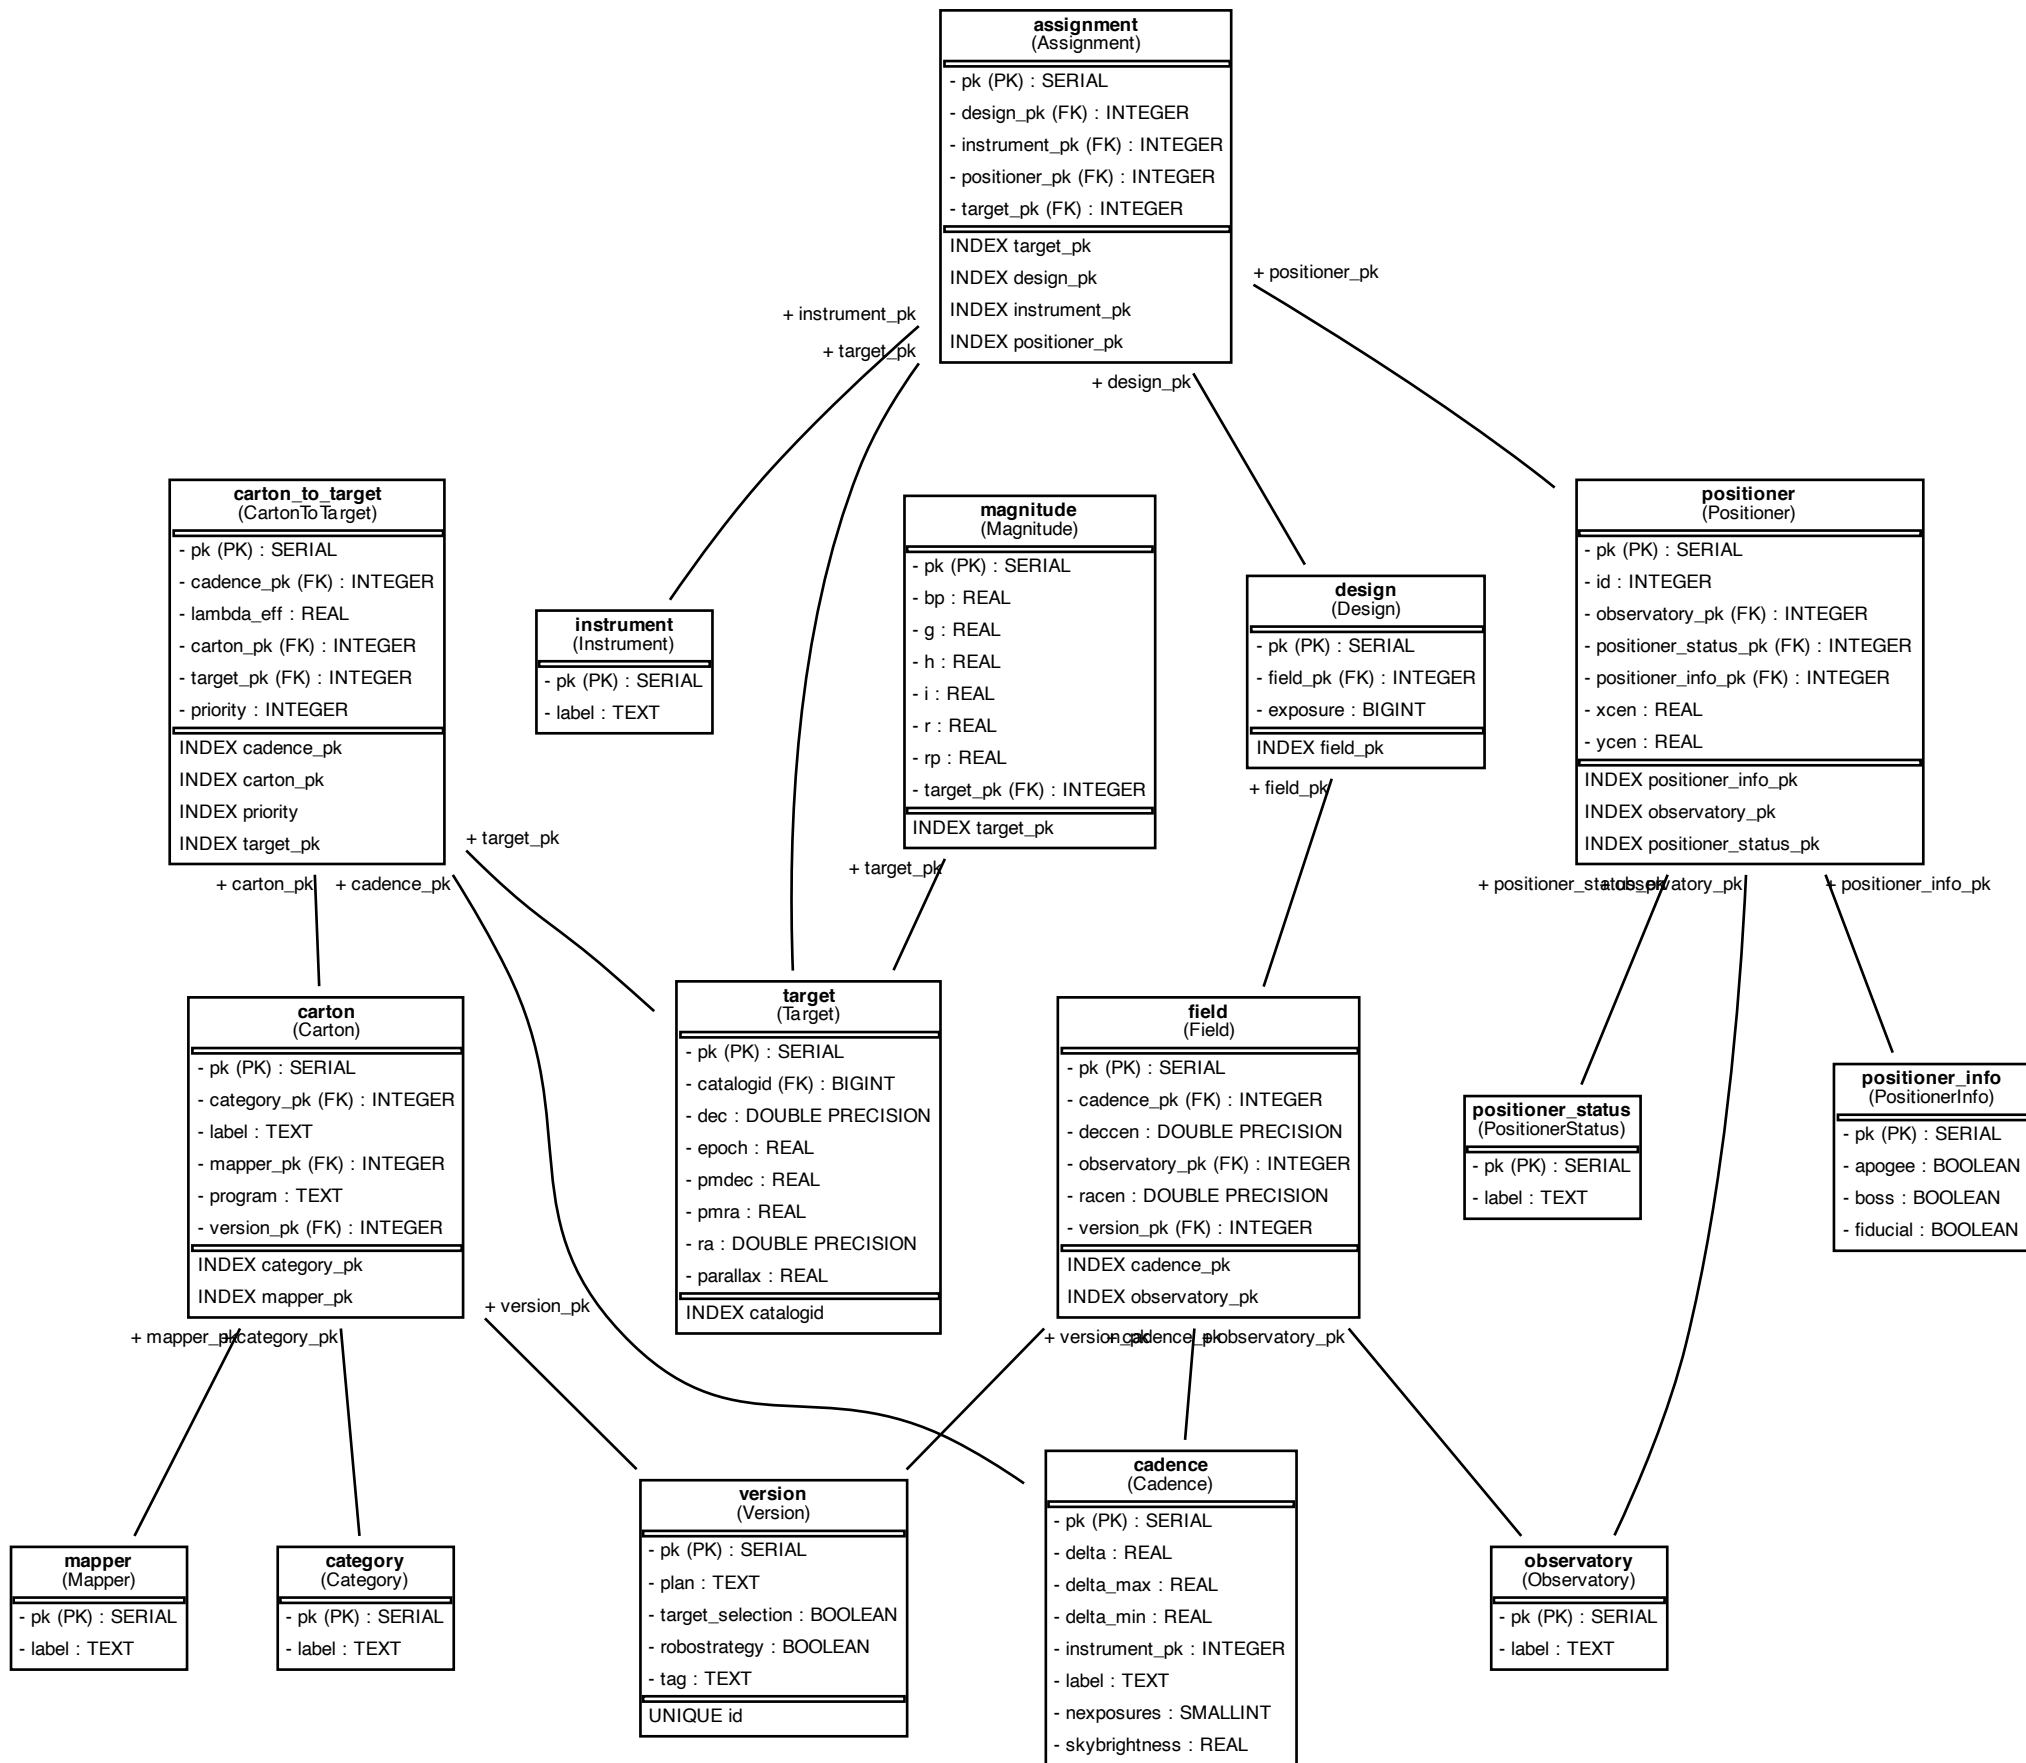 assignment
(Assignment)
- pk (PK) : SERIAL
- design_pk (FK) : INTEGER
- instrument_pk (FK) : INTEGER
- positioner_pk (FK) : INTEGER
- target_pk (FK) : INTEGER
INDEX target_pk
INDEX design_pk
INDEX instrument_pk
INDEX positioner_pk
+ positioner_pk
+ instrument_pk
+ target_pk
+ design_pk
carton_to_target
(CartonToTarget)
- pk (PK) : SERIAL
- cadence_pk (FK) : INTEGER
- lambda_eff : REAL
- carton_pk (FK) : INTEGER
- target_pk (FK) : INTEGER
- priority : INTEGER
INDEX cadence_pk
INDEX carton_pk
INDEX priority
INDEX target_pk
+ target_pk
+ carton_pk
+ cadence_pk
instrument
(Instrument)
- pk (PK) : SERIAL
- label : TEXT
magnitude
(Magnitude)
- pk (PK) : SERIAL
- bp : REAL
- g : REAL
- h : REAL
- i : REAL
- r : REAL
- rp : REAL
- target_pk (FK) : INTEGER
INDEX target_pk
+ target_pk
design
(Design)
- pk (PK) : SERIAL
- field_pk (FK) : INTEGER
- exposure : BIGINT
INDEX field_pk
+ field_pk
positioner
(Positioner)
- pk (PK) : SERIAL
- id : INTEGER
- observatory_pk (FK) : INTEGER
- positioner_status_pk (FK) : INTEGER
- positioner_info_pk (FK) : INTEGER
- xcen : REAL
- ycen : REAL
INDEX positioner_info_pk
INDEX observatory_pk
INDEX positioner_status_pk
+ positioner_status_pk
+ observatory_pk
+ positioner_info_pk
carton
(Carton)
- pk (PK) : SERIAL
- category_pk (FK) : INTEGER
- label : TEXT
- mapper_pk (FK) : INTEGER
- program : TEXT
- version_pk (FK) : INTEGER
INDEX category_pk
INDEX mapper_pk
+ version_pk
+ mapper_pk
+ category_pk
target
(Target)
- pk (PK) : SERIAL
- catalogid (FK) : BIGINT
- dec : DOUBLE PRECISION
- epoch : REAL
- pmdec : REAL
- pmra : REAL
- ra : DOUBLE PRECISION
- parallax : REAL
INDEX catalogid
field
(Field)
- pk (PK) : SERIAL
- cadence_pk (FK) : INTEGER
- deccen : DOUBLE PRECISION
- observatory_pk (FK) : INTEGER
- racen : DOUBLE PRECISION
- version_pk (FK) : INTEGER
INDEX cadence_pk
INDEX observatory_pk
+ version_pk
+ cadence_pk
+ observatory_pk
positioner_status
(PositionerStatus)
- pk (PK) : SERIAL
- label : TEXT
positioner_info
(PositionerInfo)
- pk (PK) : SERIAL
- apogee : BOOLEAN
- boss : BOOLEAN
- fiducial : BOOLEAN
mapper
(Mapper)
- pk (PK) : SERIAL
- label : TEXT
category
(Category)
- pk (PK) : SERIAL
- label : TEXT
version
(Version)
- pk (PK) : SERIAL
- plan : TEXT
- target_selection : BOOLEAN
- robostrategy : BOOLEAN
- tag : TEXT
UNIQUE id
cadence
(Cadence)
- pk (PK) : SERIAL
- delta : REAL
- delta_max : REAL
- delta_min : REAL
- instrument_pk : INTEGER
- label : TEXT
- nexposures : SMALLINT
- skybrightness : REAL
observatory
(Observatory)
- pk (PK) : SERIAL
- label : TEXT